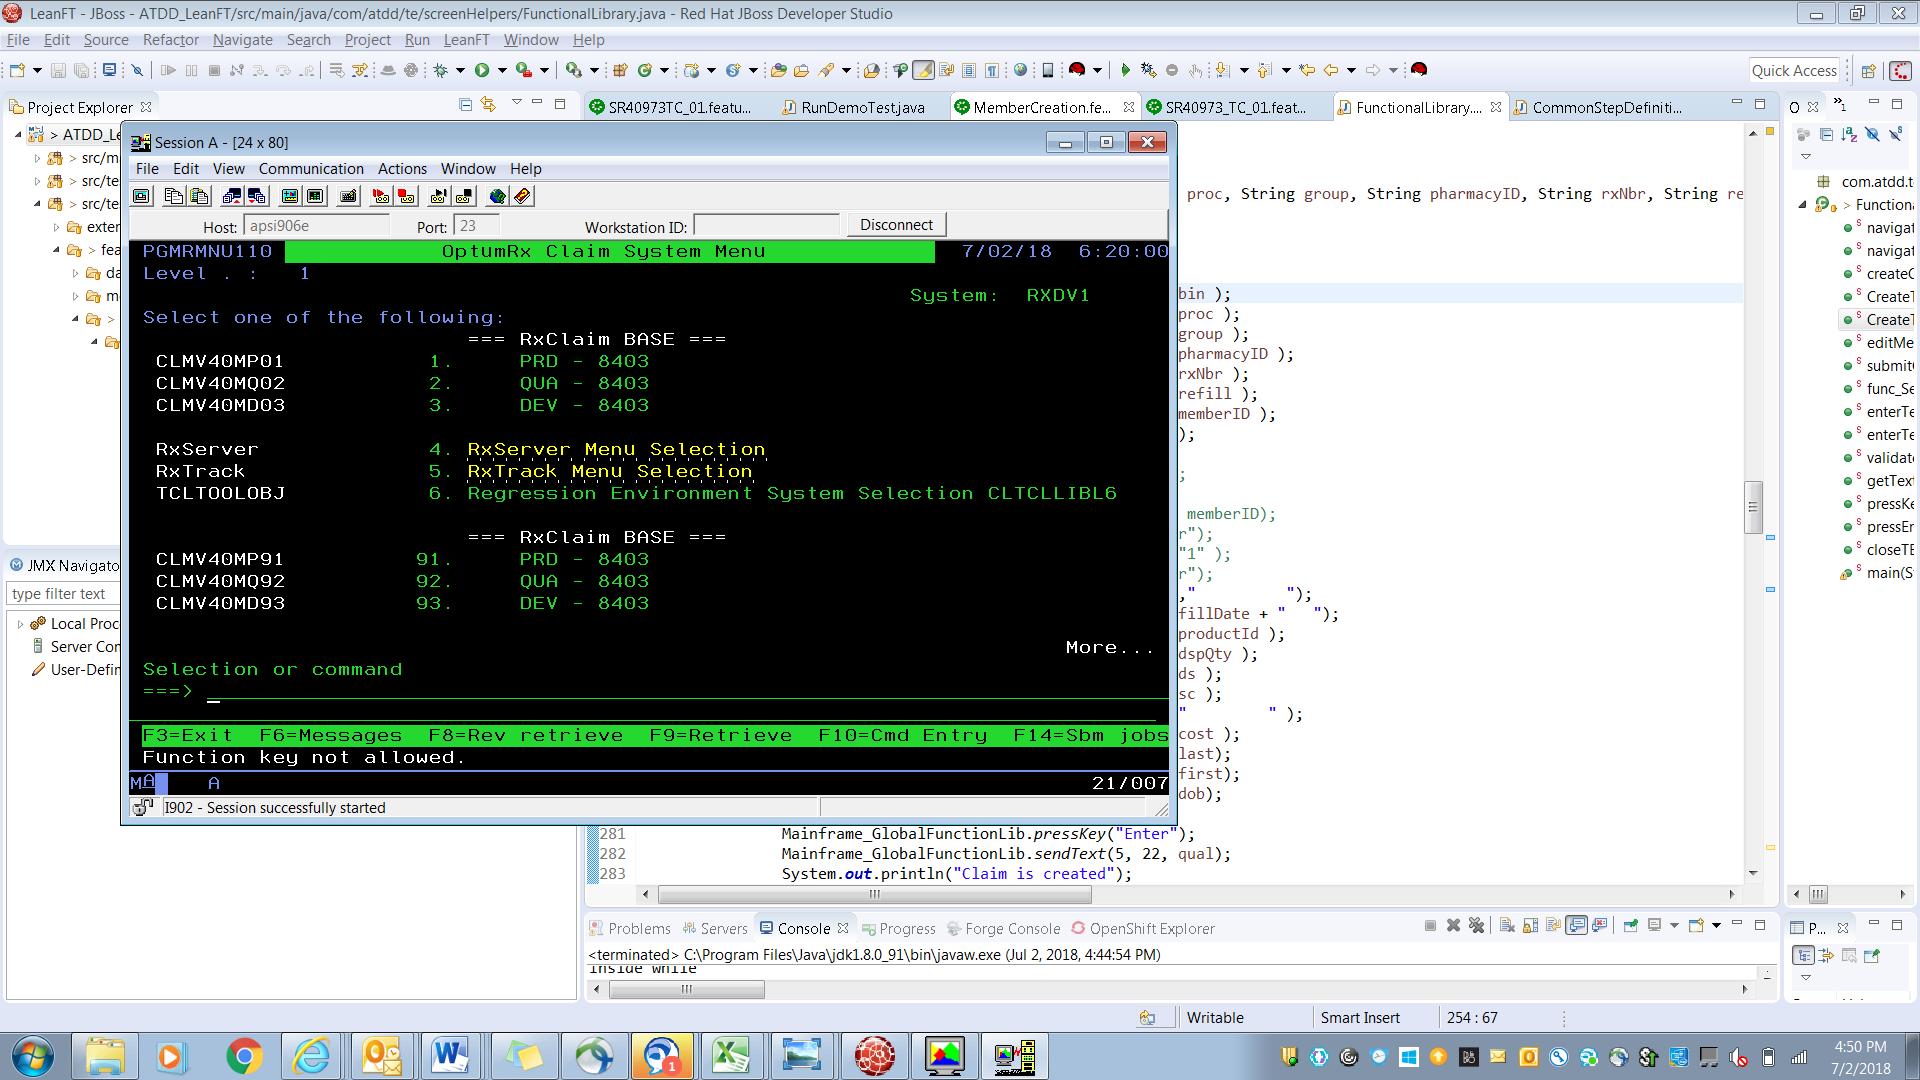 LeanFT - JBoss - ATDD_LeanFT/src/main/java/com/atdd/te/screenHelpers/FunctionalLibrary.java - Red Hat JBoss Developer Studio
File Edit Source Refactor Navigate Search Project Run LeanFT Window Help
Quick Access
Project Explorer
SR40973TC_01.featu...
RunDemoTest.java
MemberCreation.fe...
SR40973_TC_01.feat...
FunctionalLibrary....
CommonStepDefiniti...
> ATDD_Le
> src/m
> src/te
> src/te
exter
> fea
da
m
>
JMX Navigato
type filter text
Local Proc
Server Con
User-Defin
Session A - [24 x 80]
File Edit View Communication Actions Window Help
Host: apsi906e Port: 23 Workstation ID: Disconnect
PGMRMNU110 OptumRx Claim System Menu 7/02/18 6:20:00
Level . : 1
System: RXDV1
Select one of the following:
=== RxClaim BASE ===
CLMV40MP01 1. PRD - 8403
CLMV40MQ02 2. QUA - 8403
CLMV40MD03 3. DEV - 8403
RxServer 4. RxServer Menu Selection
RxTrack 5. RxTrack Menu Selection
TCLTOOLOBJ 6. Regression Environment System Selection CLTCLLIBL6
=== RxClaim BASE ===
CLMV40MP91 91. PRD - 8403
CLMV40MQ92 92. QUA - 8403
CLMV40MD93 93. DEV - 8403
More...
Selection or command
===>
F3=Exit F6=Messages F8=Rev retrieve F9=Retrieve F10=Cmd Entry F14=Sbm jobs
Function key not allowed.
MA A 21/007
I902 - Session successfully started
proc, String group, String pharmacyID, String rxNbr, String re
bin );
proc );
group );
pharmacyID );
rxNbr );
refill );
memberID );
);
;
memberID);
r");
"1" );
r");
," ");
fillDate + " ");
productId );
dspQty );
ds );
sc );
" " );
cost );
last);
first);
dob);
281 Mainframe_GlobalFunctionLib.pressKey("Enter");
282 Mainframe_GlobalFunctionLib.sendText(5, 22, qual);
283 System.out.println("Claim is created");
com.atdd.t
> Functiona
navigat
navigat
createC
CreateT
CreateT
editMe
submit
func_Se
enterTe
enterTe
validat
getText
pressKe
pressEn
closeTE
main(S
Problems Servers Console Progress Forge Console OpenShift Explorer
<terminated> C:\Program Files\Java\jdk1.8.0_91\bin\javaw.exe (Jul 2, 2018, 4:44:54 PM)
inside while
P...
Writable Smart Insert 254 : 67
4:50 PM
7/2/2018